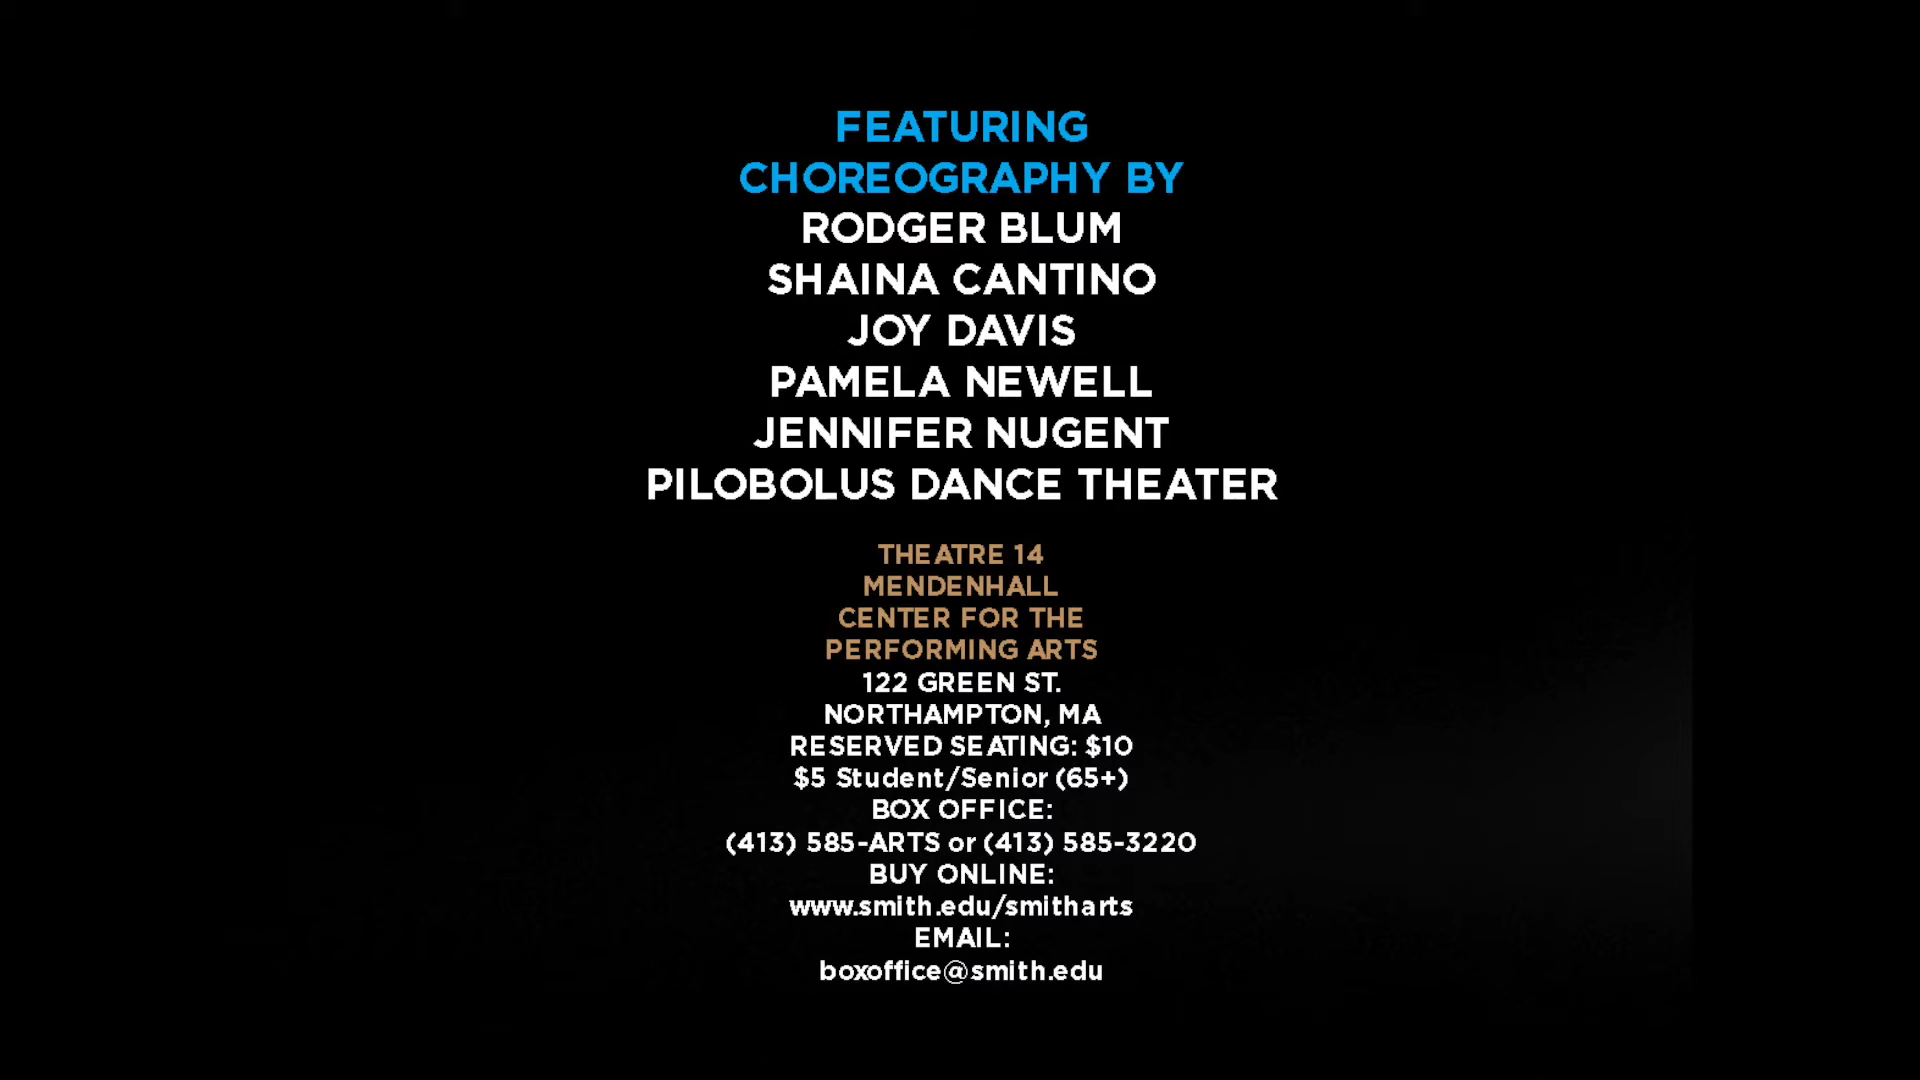 FEATURING
CHOREOGRAPHY BY
RODGER BLUM
SHAINA CANTINO
JOY DAVIS
PAMELA NEWELL
JENNIFER NUGENT
PILOBOLUS DANCE THEATER
THEATRE 14
MENDENHALL
CENTER FOR THE
PERFORMING ARTS
122 GREEN ST.
NORTHAMPTON, MA
RESERVED SEATING: $10
$5 Student/Senior (65+)
BOX OFFICE:
(413) 585-ARTS or (413) 585-3220
BUY ONLINE:
www.smith.edu/smitharts
EMAIL:
boxoffice@smith.edu